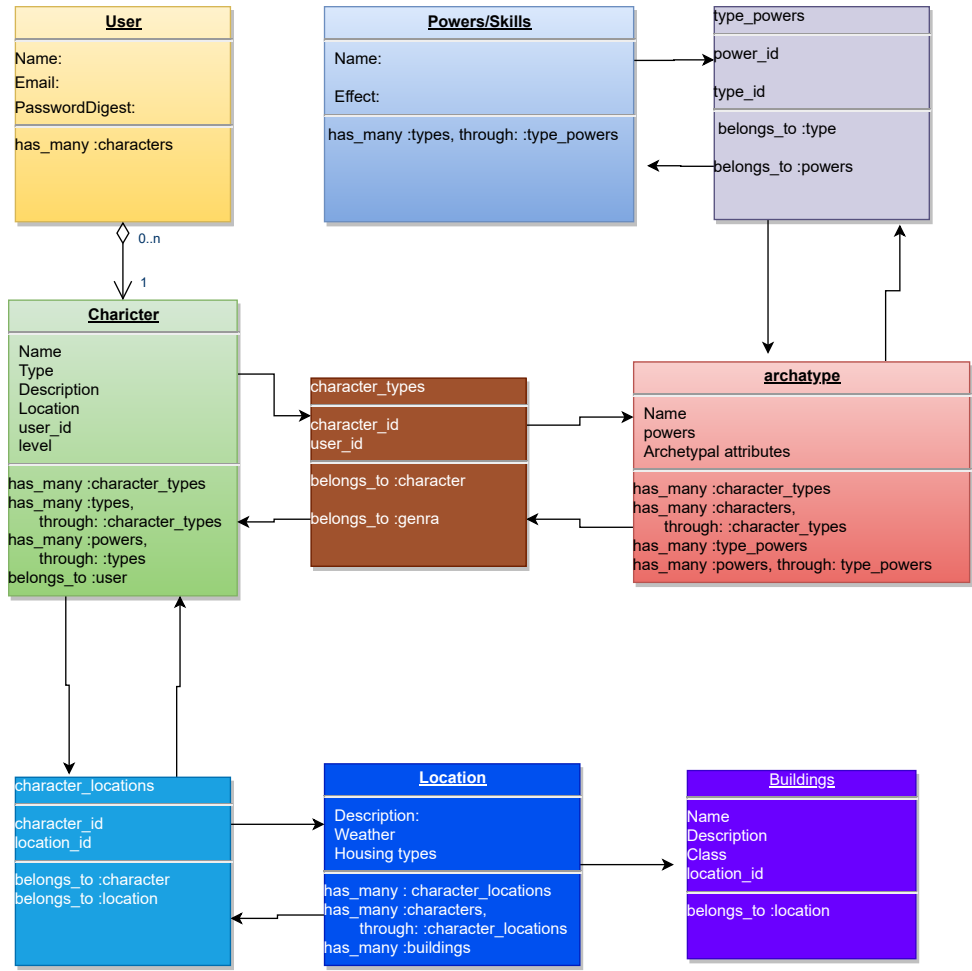 User
Name:
Email:
PasswordDigest:
has_many :characters
Powers/Skills
Name:
Effect:
has_many :types, through: :type_powers
type_powers
power_id
type_id
belongs_to :type
belongs_to :powers
0..n
1
Charicter
Name
Type
Description
Location
user_id
level
has_many :character_types
has_many :types,
through: :character_types
has_many :powers,
through: :types
belongs_to :user
character_types
character_id
user_id
belongs_to :character
belongs_to :genra
archatype
Name
powers
Archetypal attributes
has_many :character_types
has_many :characters,
through: :character_types
has_many :type_powers
has_many :powers, through: type_powers
character_locations
character_id
location_id
belongs_to :character
belongs_to :location
Location
Description:
Weather
Housing types
has_many : character_locations
has_many :characters,
through: :character_locations
has_many :buildings
Buildings
Name
Description
Class
location_id
belongs_to :location